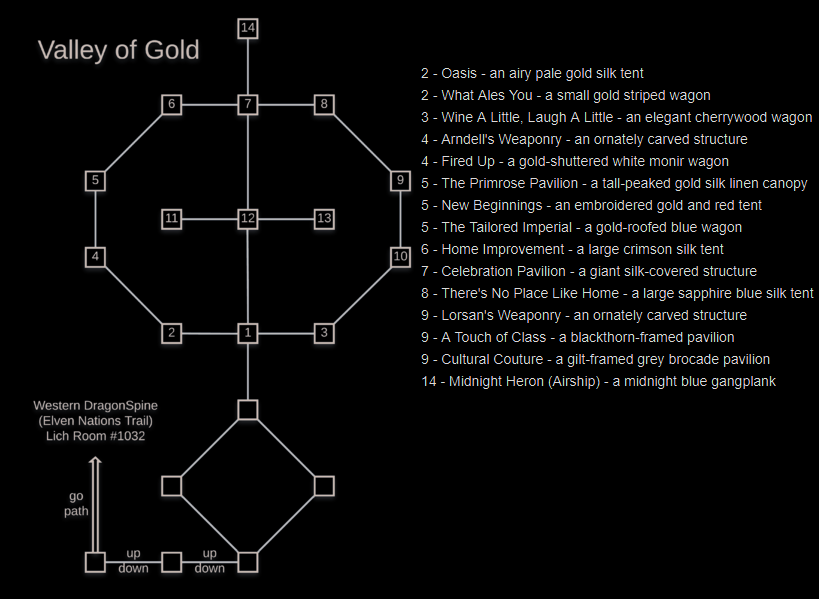 Valley of Gold
14
6
7
8
5
9
11
12
13
4
10
2
1
3
Western DragonSpine
(Elven Nations Trail)
Lich Room #1032
go
path
up
down
up
down
2 - Oasis - an airy pale gold silk tent
2 - What Ales You - a small gold striped wagon
3 - Wine A Little, Laugh A Little - an elegant cherrywood wagon
4 - Arndell's Weaponry - an ornately carved structure
4 - Fired Up - a gold-shuttered white monir wagon
5 - The Primrose Pavilion - a tall-peaked gold silk linen canopy
5 - New Beginnings - an embroidered gold and red tent
5 - The Tailored Imperial - a gold-roofed blue wagon
6 - Home Improvement - a large crimson silk tent
7 - Celebration Pavilion - a giant silk-covered structure
8 - There's No Place Like Home - a large sapphire blue silk tent
9 - Lorsan's Weaponry - an ornately carved structure
9 - A Touch of Class - a blackthorn-framed pavilion
9 - Cultural Couture - a gilt-framed grey brocade pavilion
14 - Midnight Heron (Airship) - a midnight blue gangplank